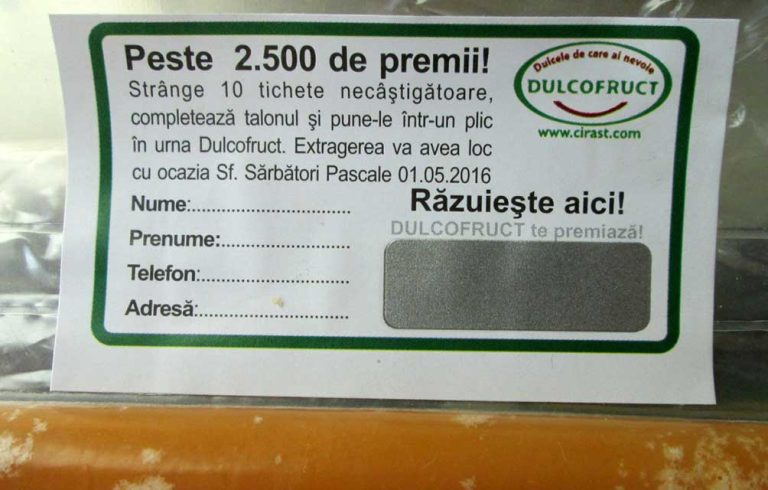 Peste 2.500 de premii!
Strânge 10 tichete necâştigătoare,
completează talonul şi pune-le într-un plic
în urna Dulcofruct. Extragerea va avea loc
cu ocazia Sf. Sărbători Pascale 01.05.2016
Dulcele de care ai nevoie
DULCOFRUCT
www.cirast.com
Nume:..............................
Prenume:.......................
Telefon:...........................
Adresă:...........................
Răzuieşte aici!
DULCOFRUCT te premiază!